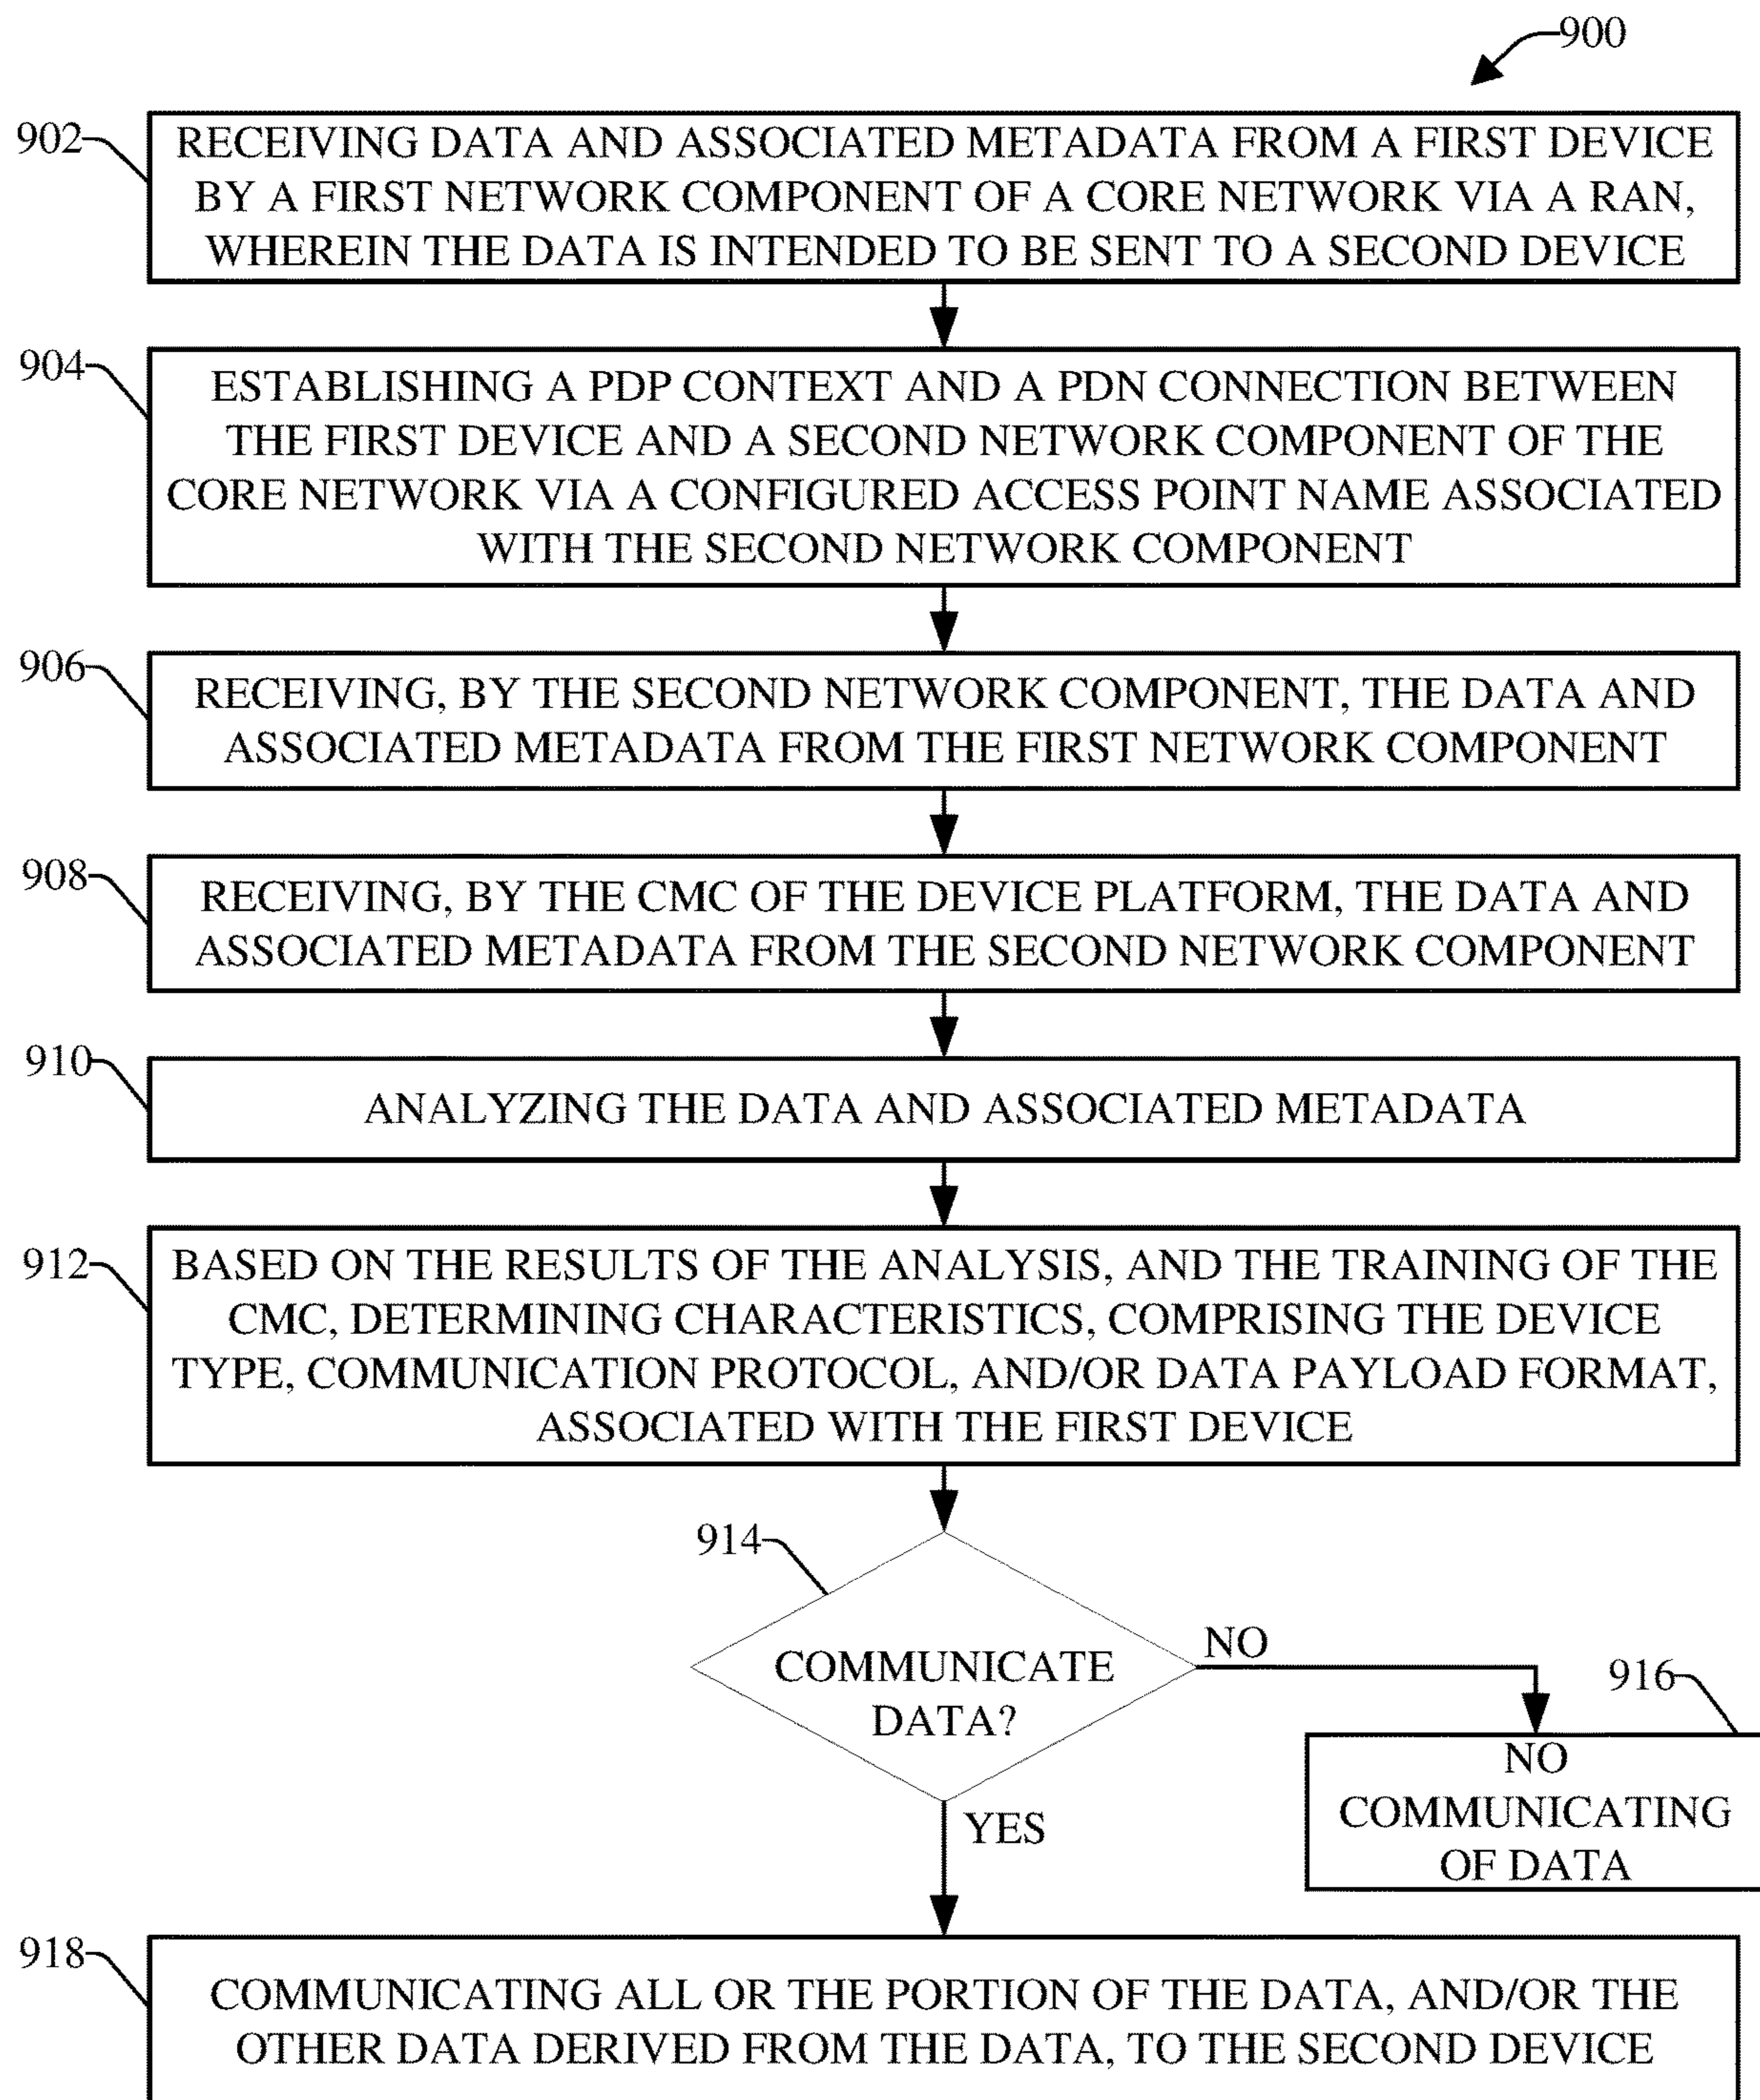 900
902
RECEIVING DATA AND ASSOCIATED METADATA FROM A FIRST DEVICE
BY A FIRST NETWORK COMPONENT OF A CORE NETWORK VIA A RAN,
WHEREIN THE DATA IS INTENDED TO BE SENT TO A SECOND DEVICE
904
ESTABLISHING A PDP CONTEXT AND A PDN CONNECTION BETWEEN
THE FIRST DEVICE AND A SECOND NETWORK COMPONENT OF THE
CORE NETWORK VIA A CONFIGURED ACCESS POINT NAME ASSOCIATED
WITH THE SECOND NETWORK COMPONENT
906
RECEIVING, BY THE SECOND NETWORK COMPONENT, THE DATA AND
ASSOCIATED METADATA FROM THE FIRST NETWORK COMPONENT
908
RECEIVING, BY THE CMC OF THE DEVICE PLATFORM, THE DATA AND
ASSOCIATED METADATA FROM THE SECOND NETWORK COMPONENT
910
ANALYZING THE DATA AND ASSOCIATED METADATA
912
BASED ON THE RESULTS OF THE ANALYSIS, AND THE TRAINING OF THE
CMC, DETERMINING CHARACTERISTICS, COMPRISING THE DEVICE
TYPE, COMMUNICATION PROTOCOL, AND/OR DATA PAYLOAD FORMAT,
ASSOCIATED WITH THE FIRST DEVICE
914
COMMUNICATE
DATA?
NO
916
NO
COMMUNICATING
OF DATA
YES
918
COMMUNICATING ALL OR THE PORTION OF THE DATA, AND/OR THE
OTHER DATA DERIVED FROM THE DATA, TO THE SECOND DEVICE